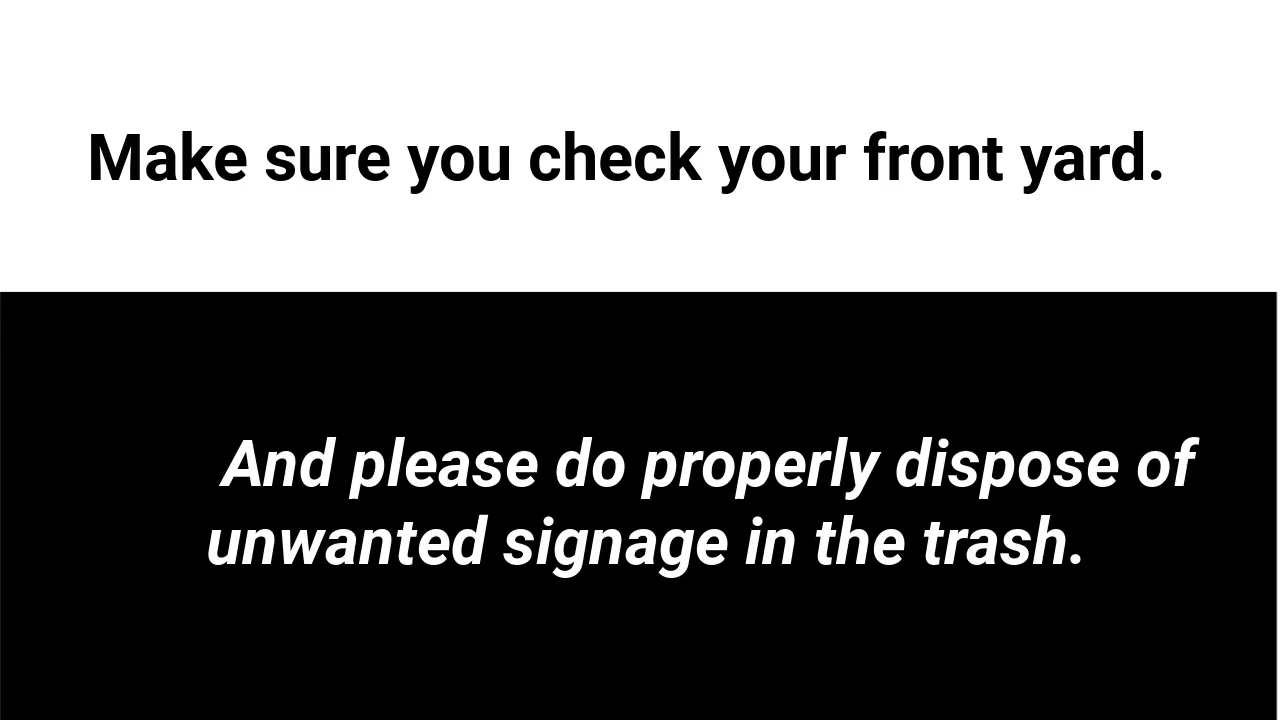 Make sure you check your front yard.
And please do properly dispose of
unwanted signage in the trash.